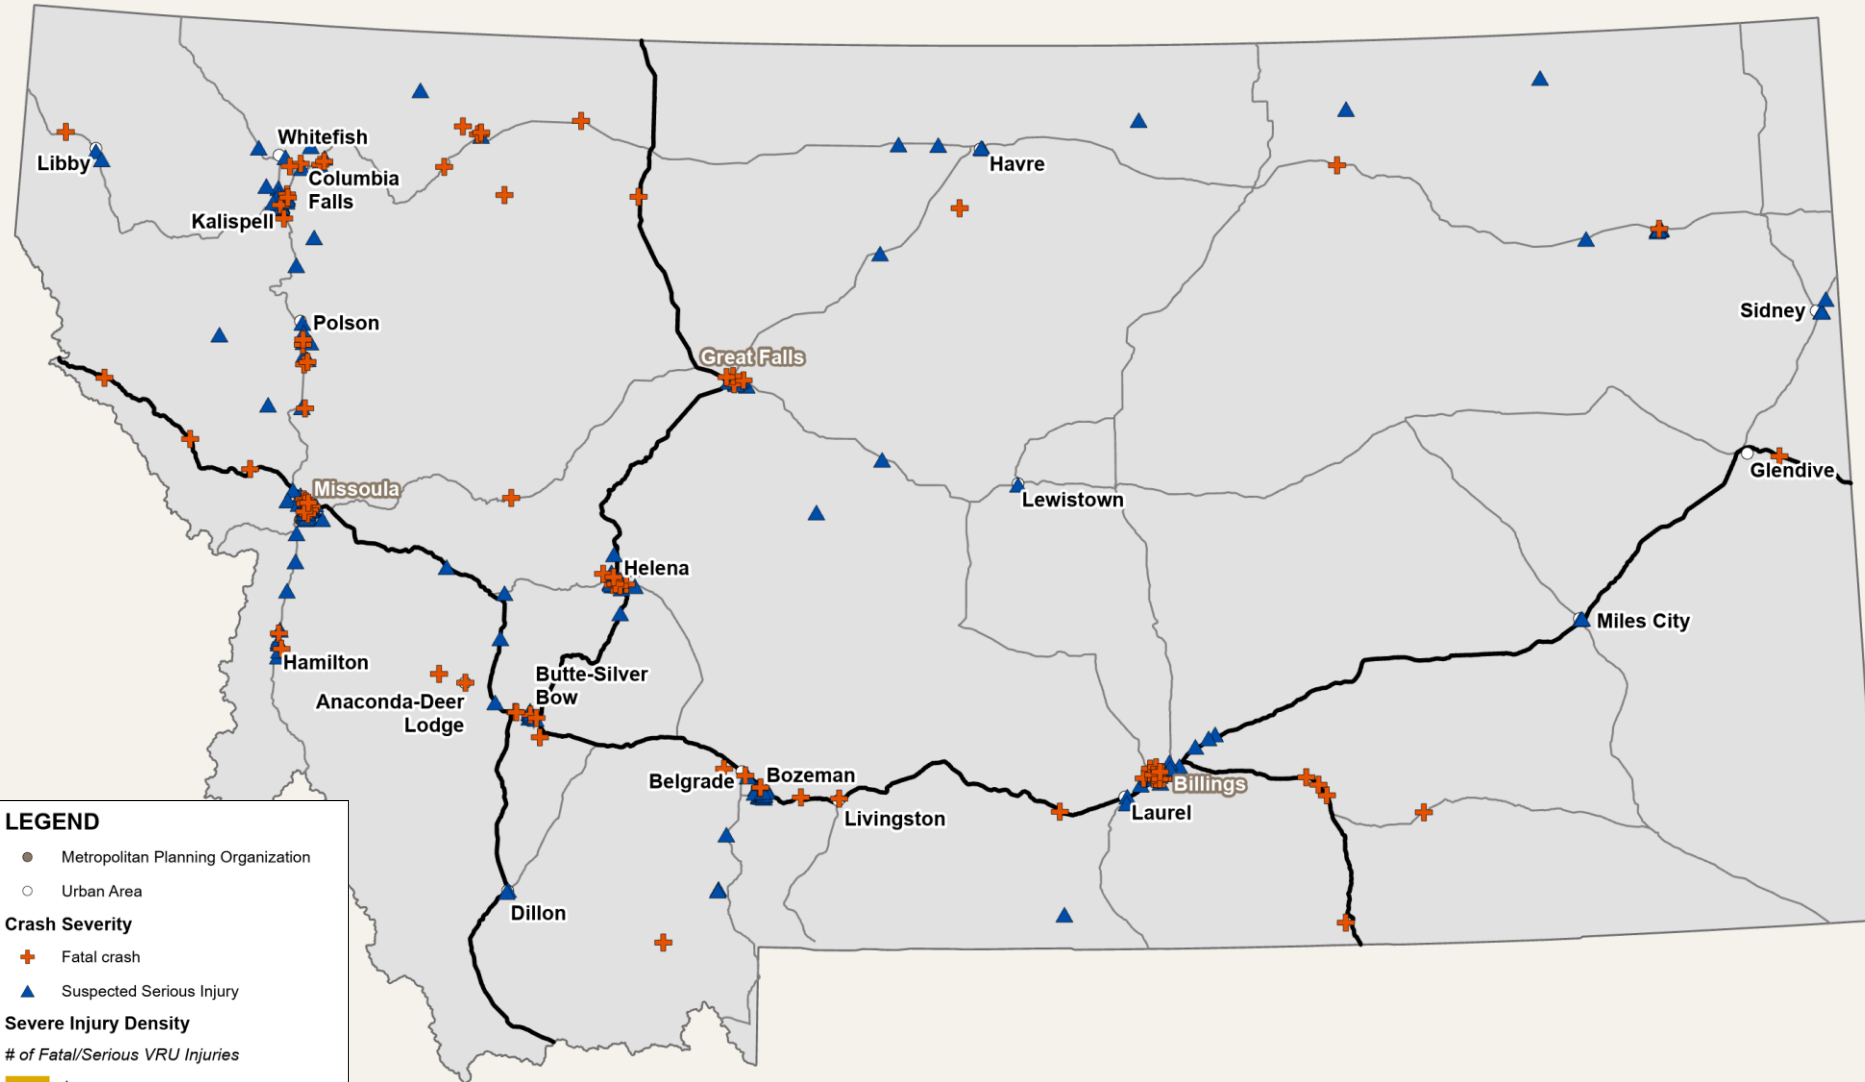 Whitefish
Libby
Columbia
Falls
Kalispell
Havre
Polson
Sidney
Great Falls
Glendive
Missoula
Lewistown
Helena
Miles City
Hamilton
Butte-Silver
Bow
Anaconda-Deer
Lodge
Belgrade
Bozeman
Billings
Livingston
Laurel
Dillon
LEGEND
Metropolitan Planning Organization
Urban Area
Crash Severity
Fatal crash
Suspected Serious Injury
Severe Injury Density
# of Fatal/Serious VRU Injuries